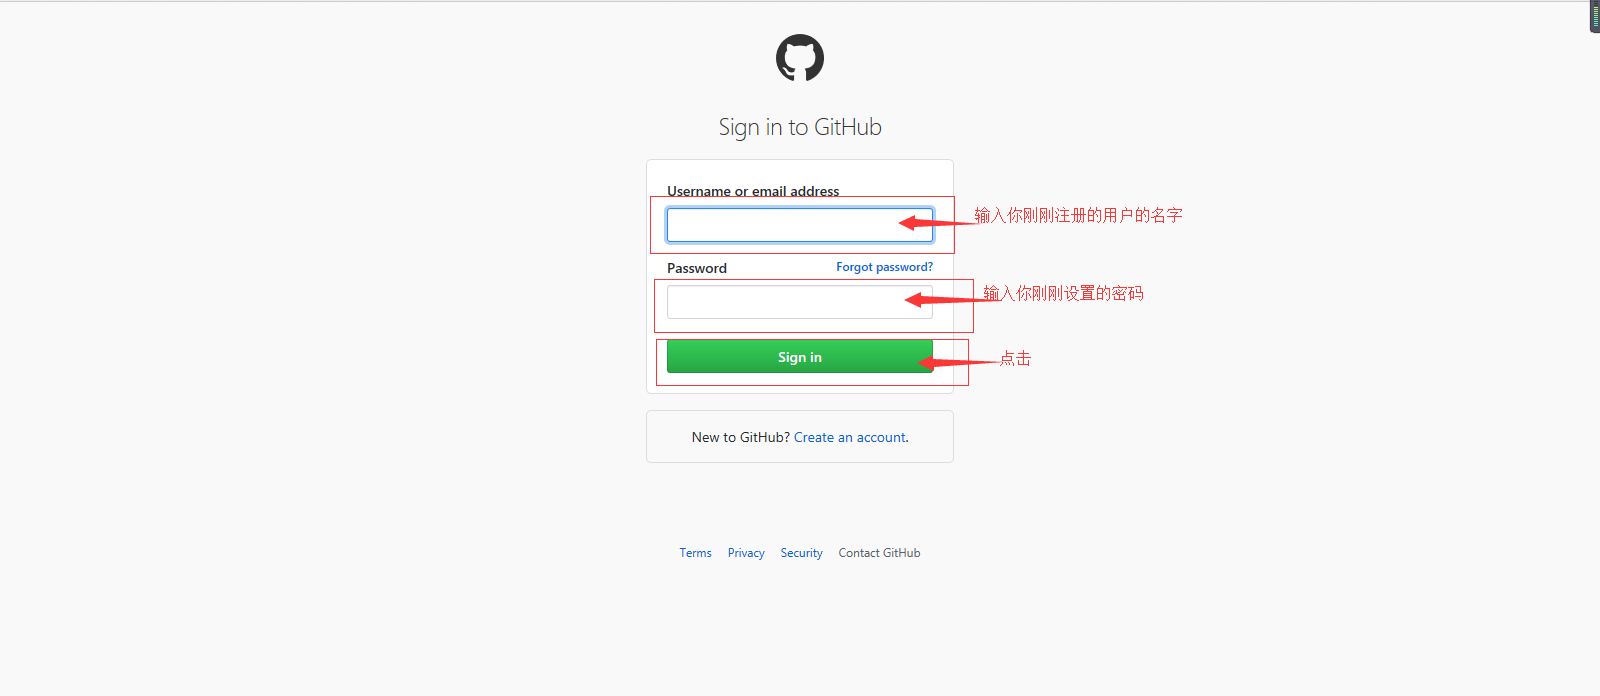 Sign in to GitHub
Username or email address
输入你刚刚注册的用户的名字
Password
Forgot password?
输入你刚刚设置的密码
Sign in
点击
New to GitHub? Create an account.
Terms Privacy Security Contact GitHub